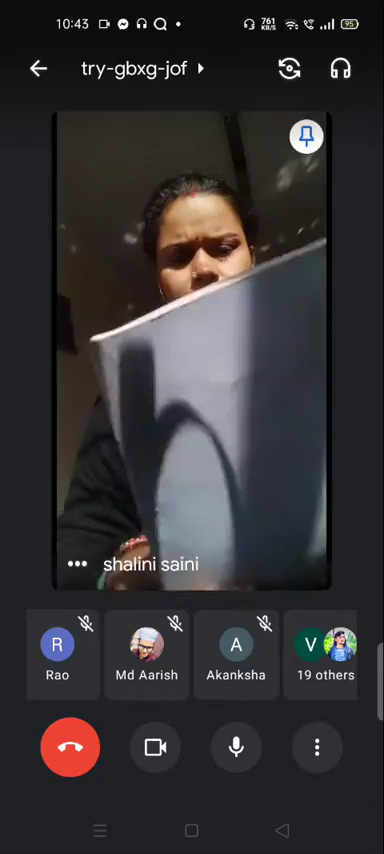 10:43 761 KB/S 95
try-gbxg-jof
shalini saini
R V A
Rao Md Aarish Akanksha 19 others